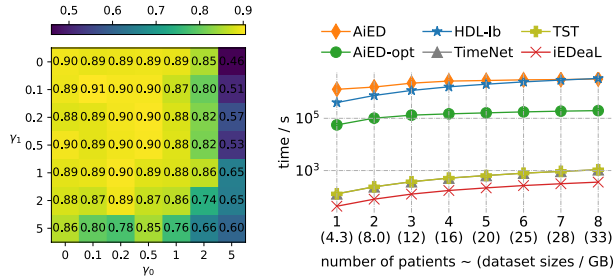 0.5 0.6 0.7 0.8 0.9
0 0.90 0.89 0.89 0.89 0.89 0.85 0.46
0.1 0.89 0.91 0.90 0.90 0.87 0.80 0.51
0.2 0.88 0.89 0.90 0.89 0.88 0.82 0.57
0.5 0.90 0.89 0.90 0.90 0.88 0.82 0.53
1 0.89 0.89 0.90 0.89 0.88 0.86 0.65
2 0.88 0.87 0.89 0.87 0.86 0.74 0.65
5 0.86 0.80 0.78 0.85 0.76 0.66 0.60
γ1
0 0.1 0.2 0.5 1 2 5
γ0
AiED HDL-lb TST
AiED-opt TimeNet iEDeaL
time / s
10^5
10^3
1 2 3 4 5 6 7 8
(4.3) (8.0) (12) (16) (20) (25) (28) (33)
number of patients ~ (dataset sizes / GB)